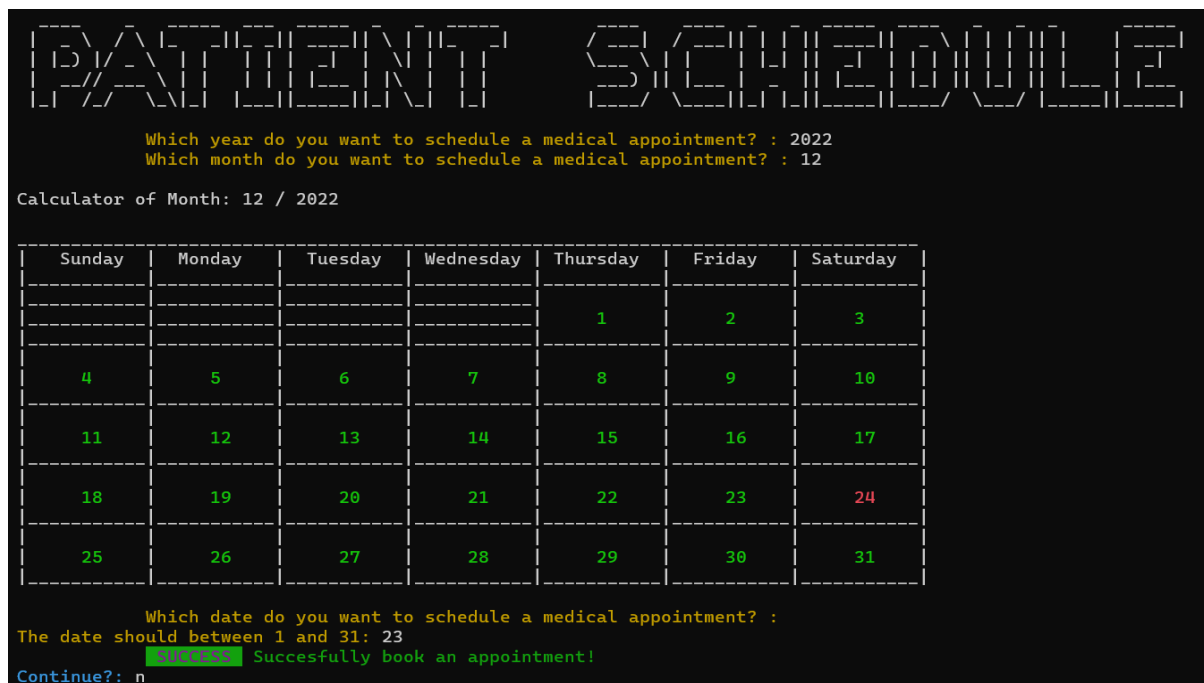 PATIENT SCHEDULE
Which year do you want to schedule a medical appointment? : 2022
Which month do you want to schedule a medical appointment? : 12
Calculator of Month: 12 / 2022
Sunday | Monday | Tuesday | Wednesday | Thursday | Friday | Saturday
1 2 3
4 5 6 7 8 9 10
11 12 13 14 15 16 17
18 19 20 21 22 23 24
25 26 27 28 29 30 31
Which date do you want to schedule a medical appointment? :
The date should between 1 and 31: 23
SUCCESS Succesfully book an appointment!
Continue?: n